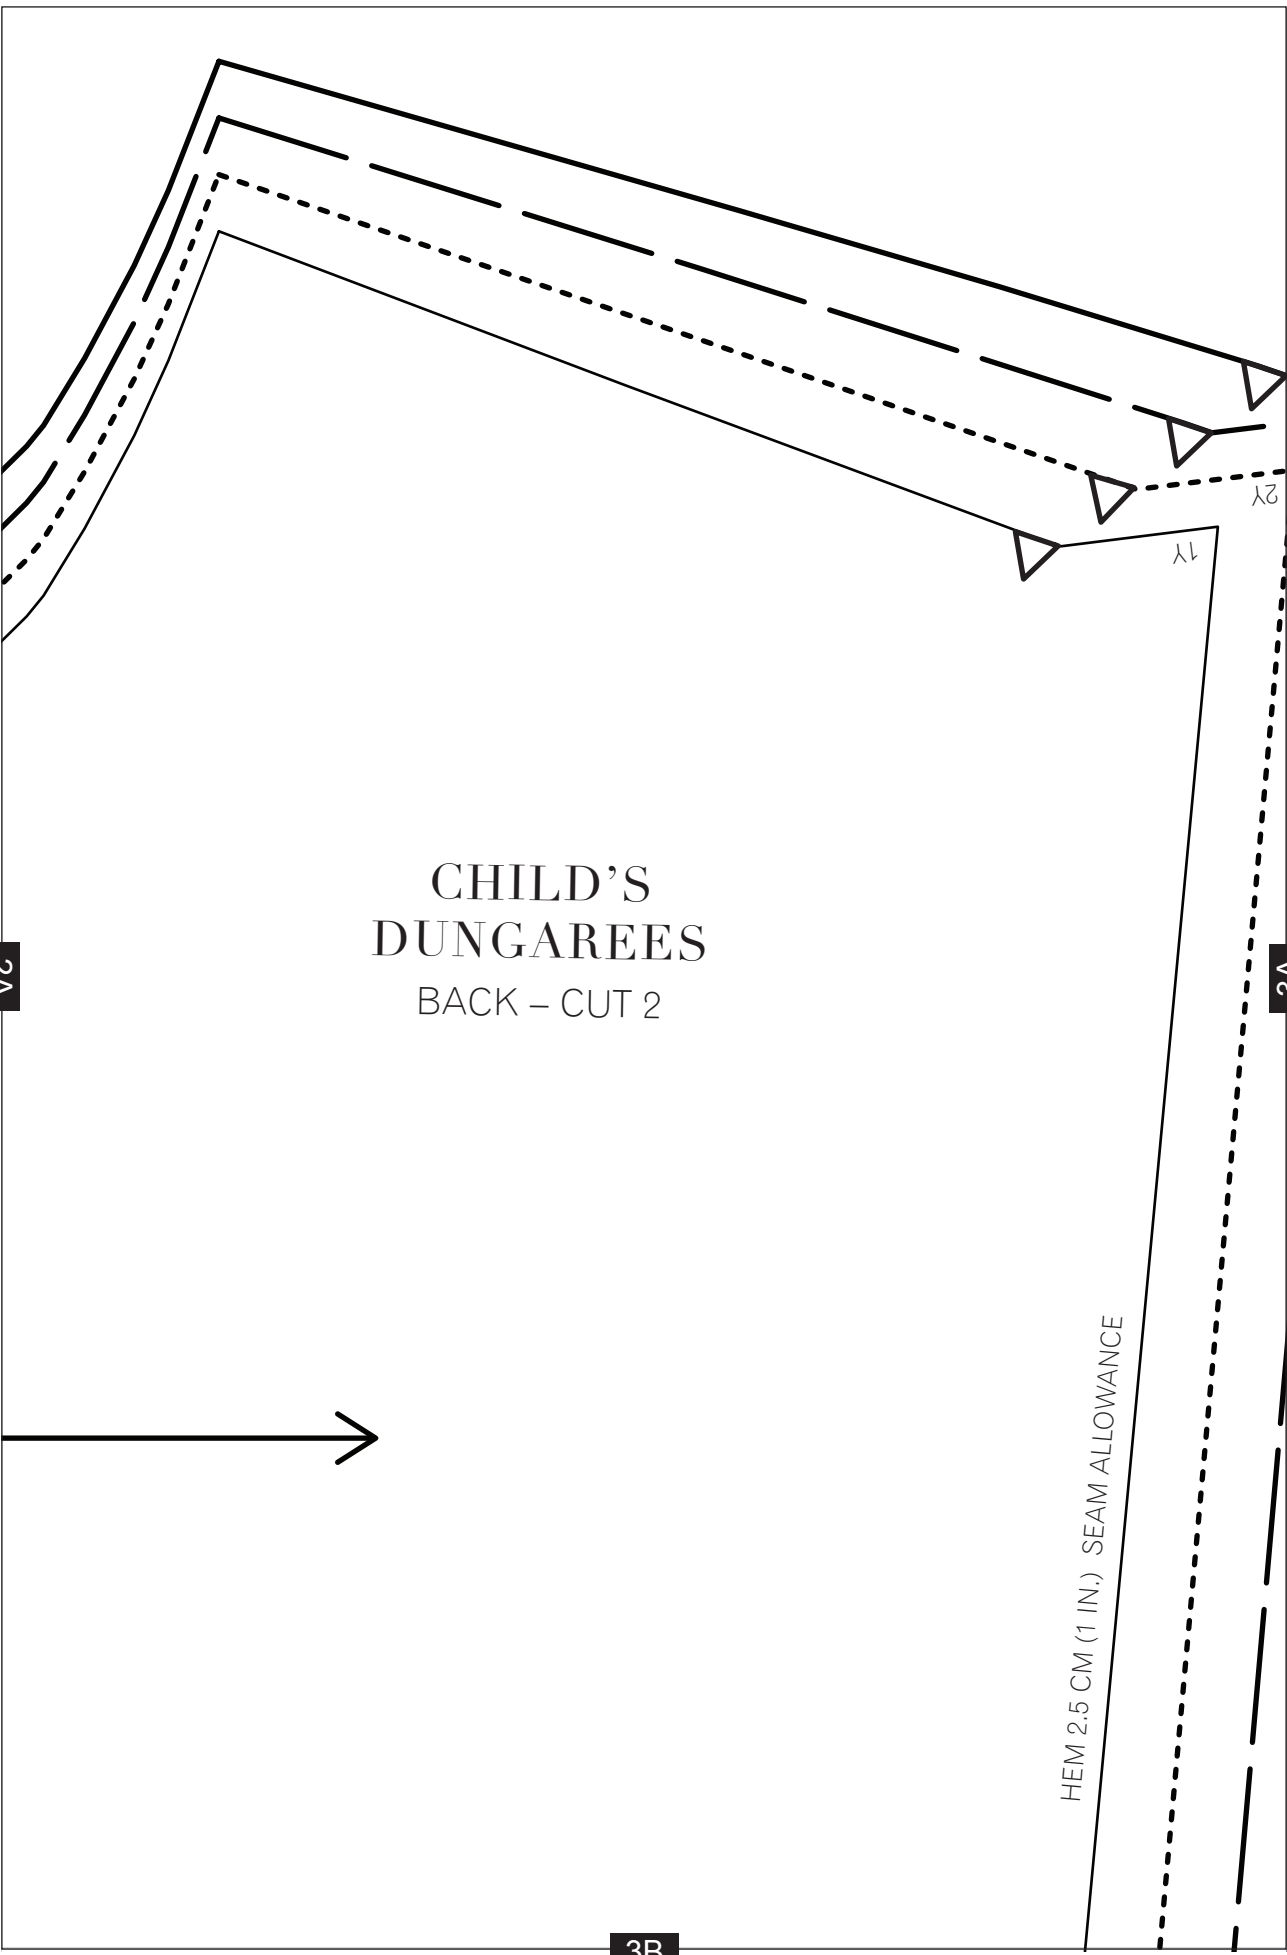 2Y
1Y
CHILD’S
DUNGAREES
BACK – CUT 2
HEM 2.5 CM (1 IN.) SEAM ALLOWANCE
3B